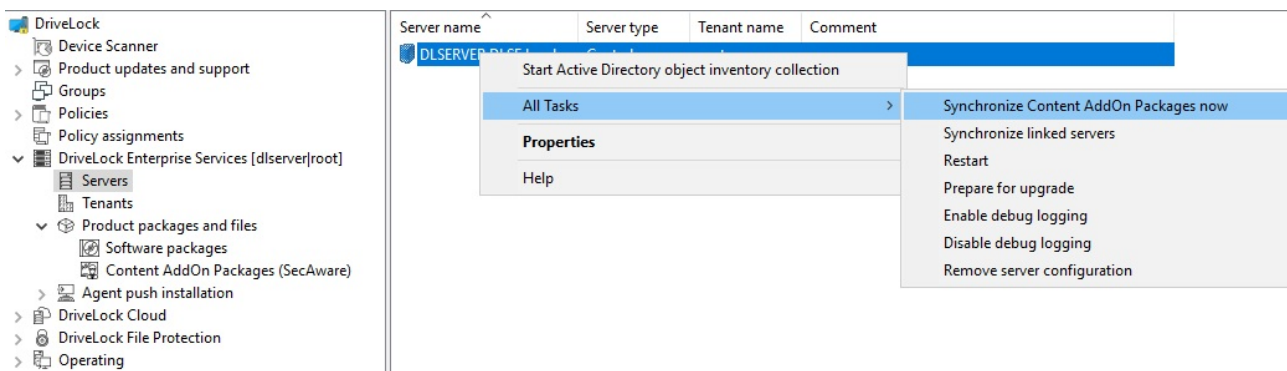 DriveLock
Device Scanner
Product updates and support
Groups
Policies
Policy assignments
DriveLock Enterprise Services [dlserver|root]
Servers
Tenants
Product packages and files
Software packages
Content AddOn Packages (SecAware)
Agent push installation
DriveLock Cloud
DriveLock File Protection
Operating
Server name Server type Tenant name Comment
Start Active Directory object inventory collection
All Tasks
Properties
Help
Synchronize Content AddOn Packages now
Synchronize linked servers
Restart
Prepare for upgrade
Enable debug logging
Disable debug logging
Remove server configuration